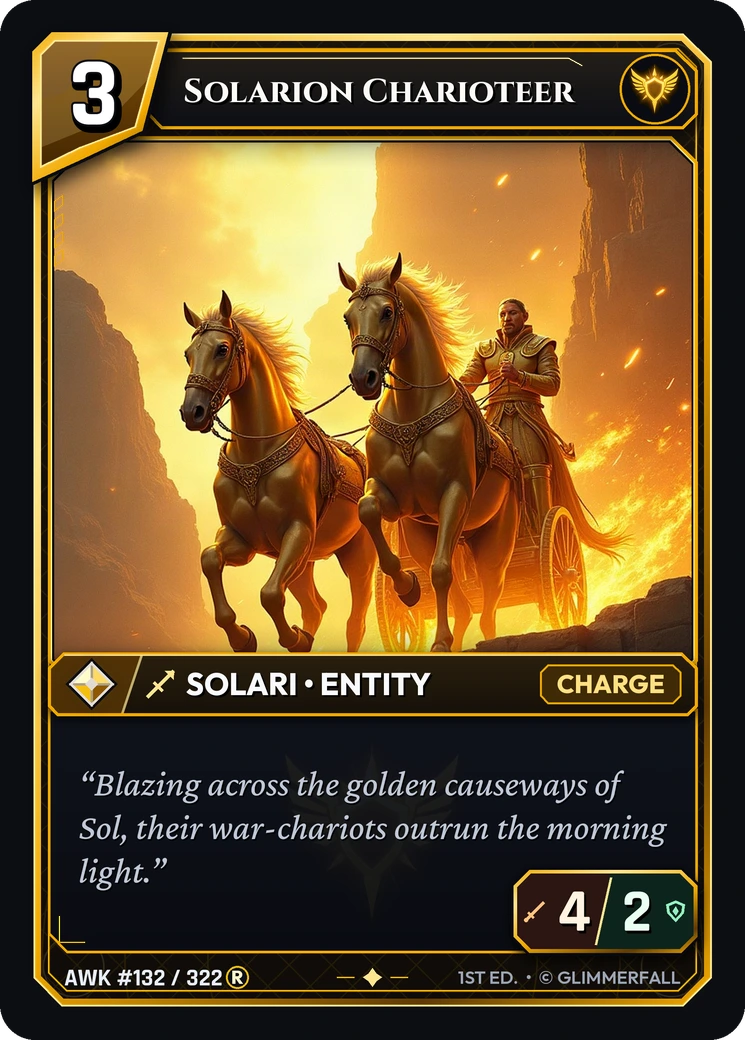 3
SOLARION CHARIOTEER
SOLARI • ENTITY
CHARGE
“Blazing across the golden causeways of
Sol, their war-chariots outrun the morning
light.”
4 / 2
AWK #132 / 322 R
1ST ED. • © GLIMMERFALL